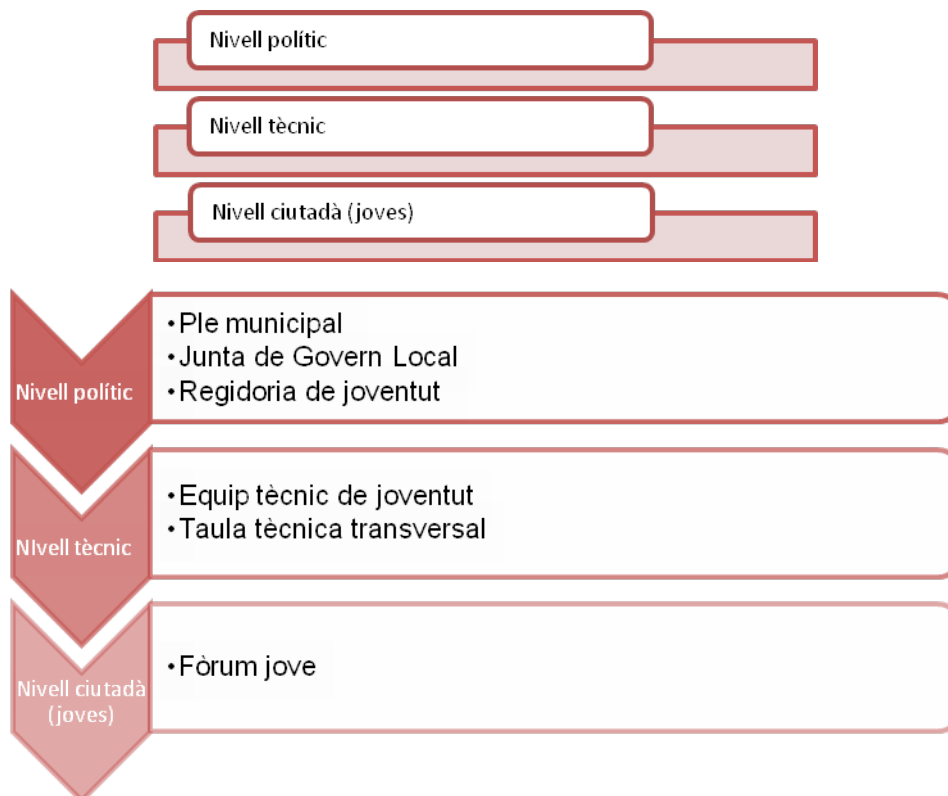 Nivell polític
Nivell tècnic
Nivell ciutadà (joves)
Nivell polític
•Ple municipal
•Junta de Govern Local
•Regidoria de joventut
NIvell tècnic
•Equip tècnic de joventut
•Taula tècnica transversal
Nivell ciutadà
(joves)
•Fòrum jove